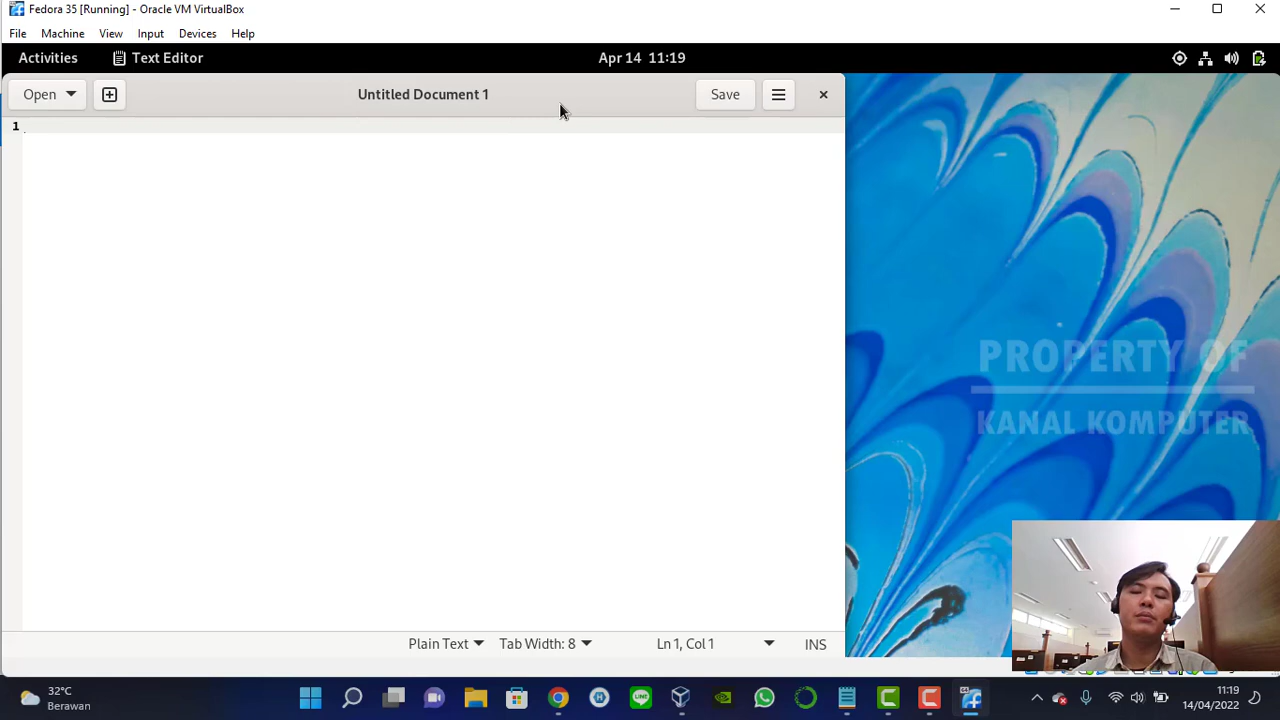 Fedora 35 [Running] - Oracle VM VirtualBox
File Machine View Input Devices Help
Activities Text Editor Apr 14 11:19
Open Untitled Document 1 Save
1
PROPERTY OF
KANAL KOMPUTER
Plain Text Tab Width: 8 Ln 1, Col 1 INS
32°C
Berawan
11:19
14/04/2022